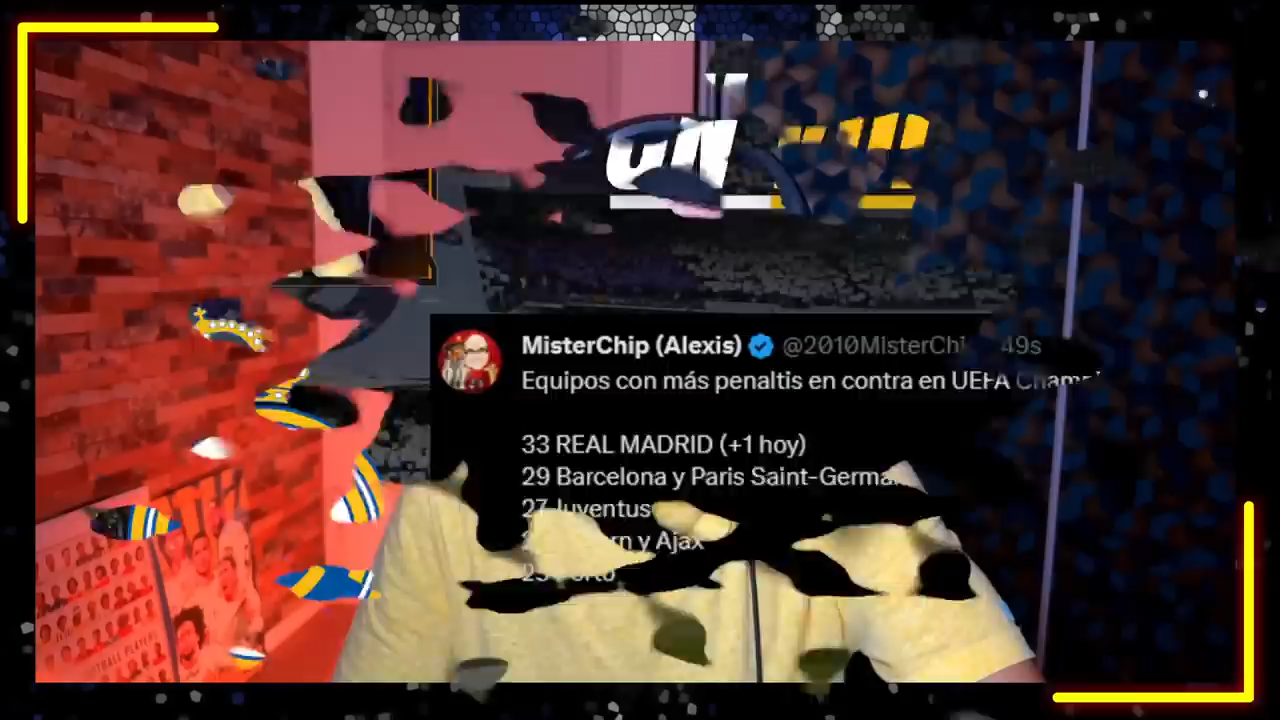 MisterChip (Alexis) @2010MisterChi 49s
Equipos con más penaltis en contra en UEFA Champ
33 REAL MADRID (+1 hoy)
29 Barcelona y Paris Saint-Germa
27 Juventus
y Ajax